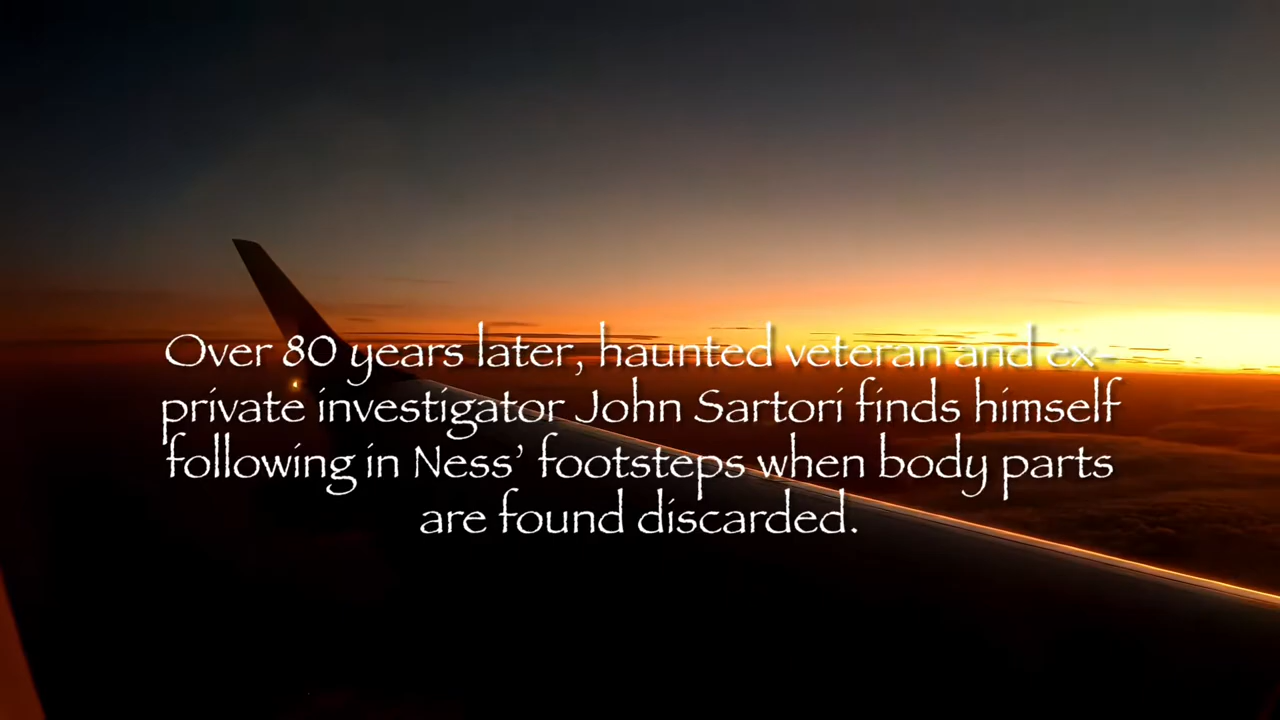 Over 80 years later, haunted veteran and ex-
private investigator John Sartori finds himself
following in Ness’ footsteps when body parts
are found discarded.